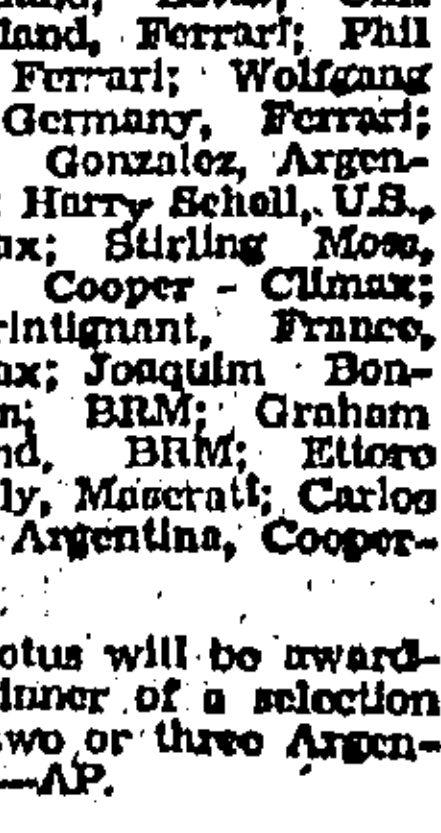 land, Ferrari; Phil
Ferrari; Wolfgang
Germany, Ferrari;
Gonzalez, Argen-
Harry Schell, U.S.,
ax; Stirling Moss,
Cooper - Climax;
rintignant, France,
ax; Joaquim Bon-
n; BRM; Graham
nd, BRM; Ettore
ly, Maserati; Carlos
Argentina, Cooper-
otus will be award-
inner of a selection
two or three Argen-
—AP.